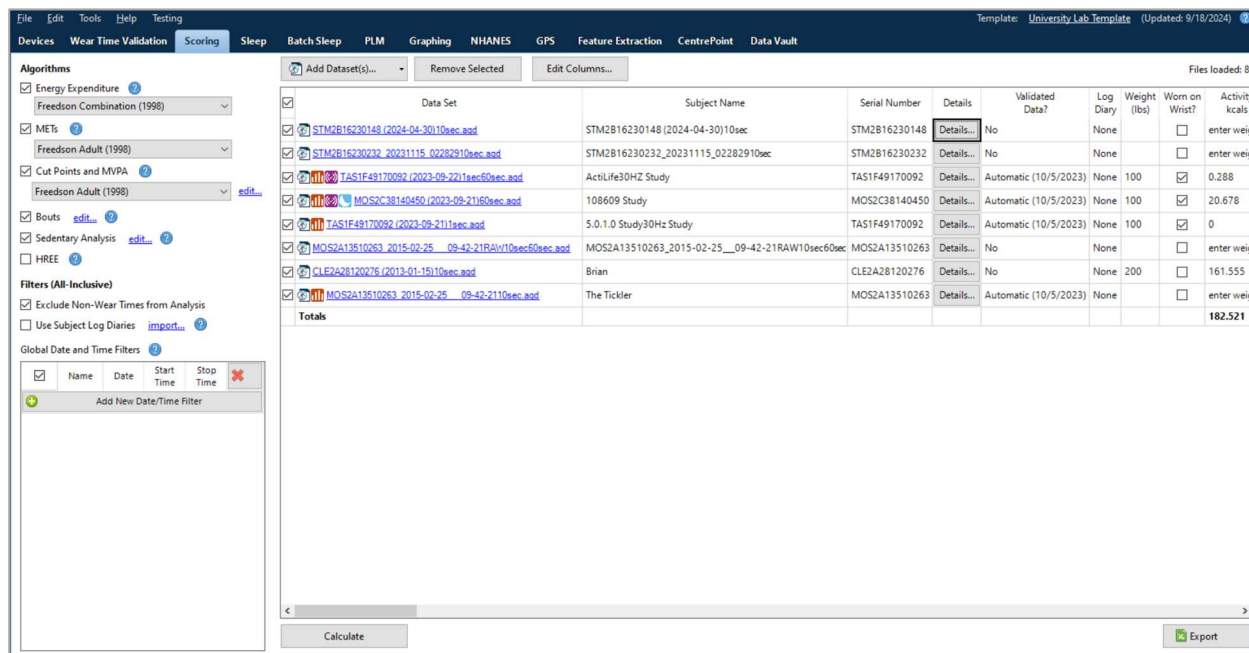 File Edit Tools Help Testing
Template: University Lab Template (Updated: 9/18/2024)
Devices Wear Time Validation Scoring Sleep Batch Sleep PLM Graphing NHANES GPS Feature Extraction CentrePoint Data Vault
Algorithms
Energy Expenditure
Freedson Combination (1998)
METs
Freedson Adult (1998)
Cut Points and MVPA
Freedson Adult (1998) edit...
Bouts edit...
Sedentary Analysis edit...
HREE
Filters (All-Inclusive)
Exclude Non-Wear Times from Analysis
Use Subject Log Diaries import...
Global Date and Time Filters
Name Date Start Time Stop Time
Add New Date/Time Filter
Add Dataset(s)... Remove Selected Edit Columns... Files loaded: 8
Data Set Subject Name Serial Number Details Validated Data? Log Diary Weight (lbs) Worn on Wrist? Activity kcals
STM2B16230148 (2024-04-30)10sec.agd STM2B16230148 (2024-04-30)10sec STM2B16230148 Details... No None enter wei
STM2B16230232_20231115_02282910sec.agd STM2B16230232_20231115_02282910sec STM2B16230232 Details... No None enter wei
TAS1F49170092 (2023-09-22)1sec60sec.agd ActiLife30HZ Study TAS1F49170092 Details... Automatic (10/5/2023) None 100 0.288
MOS2C38140450 (2023-09-21)60sec.agd 108609 Study MOS2C38140450 Details... Automatic (10/5/2023) None 100 20.678
TAS1F49170092 (2023-09-21)1sec.agd 5.0.1.0 Study30Hz Study TAS1F49170092 Details... Automatic (10/5/2023) None 100 0
MOS2A13510263_2015-02-25__09-42-21RAW10sec60sec.agd MOS2A13510263_2015-02-25__09-42-21RAW10sec60sec MOS2A13510263 Details... No None enter wei
CLE2A28120276 (2013-01-15)10sec.agd Brian CLE2A28120276 Details... No None 200 161.555
MOS2A13510263_2015-02-25__09-42-2110sec.agd The Tickler MOS2A13510263 Details... Automatic (10/5/2023) None enter wei
Totals 182.521
Calculate Export